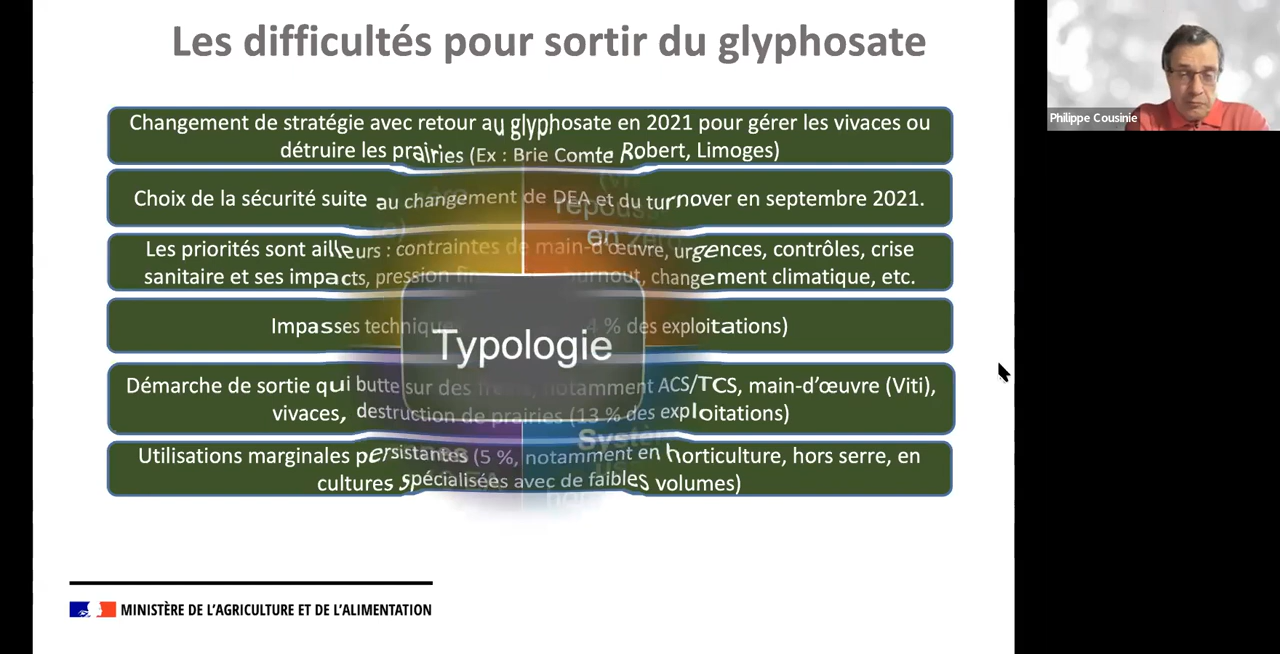 Les difficultés pour sortir du glyphosate
Philippe Cousinie
Changement de stratégie avec retour au glyphosate en 2021 pour gérer les vivaces ou
détruire les prairies (Ex : Brie Comte Robert, Limoges)
Choix de la sécurité suite au changement de DEA et du turnover en septembre 2021.
Les priorités sont ailleurs : contraintes de main-d'œuvre, urgences, contrôles, crise
sanitaire et ses impacts, pression burnout, changement climatique, etc.
Impasses 4 % des exploitations)
Typologie
Démarche de sortie qui butte sur des freins, notamment ACS/TCS, main-d'œuvre (Viti),
vivaces, destruction de prairies (13 % des exploitations)
Utilisations marginales persistantes (5 %, notamment en horticulture, hors serre, en
cultures spécialisées avec de faibles volumes)
MINISTÈRE DE L'AGRICULTURE ET DE L'ALIMENTATION